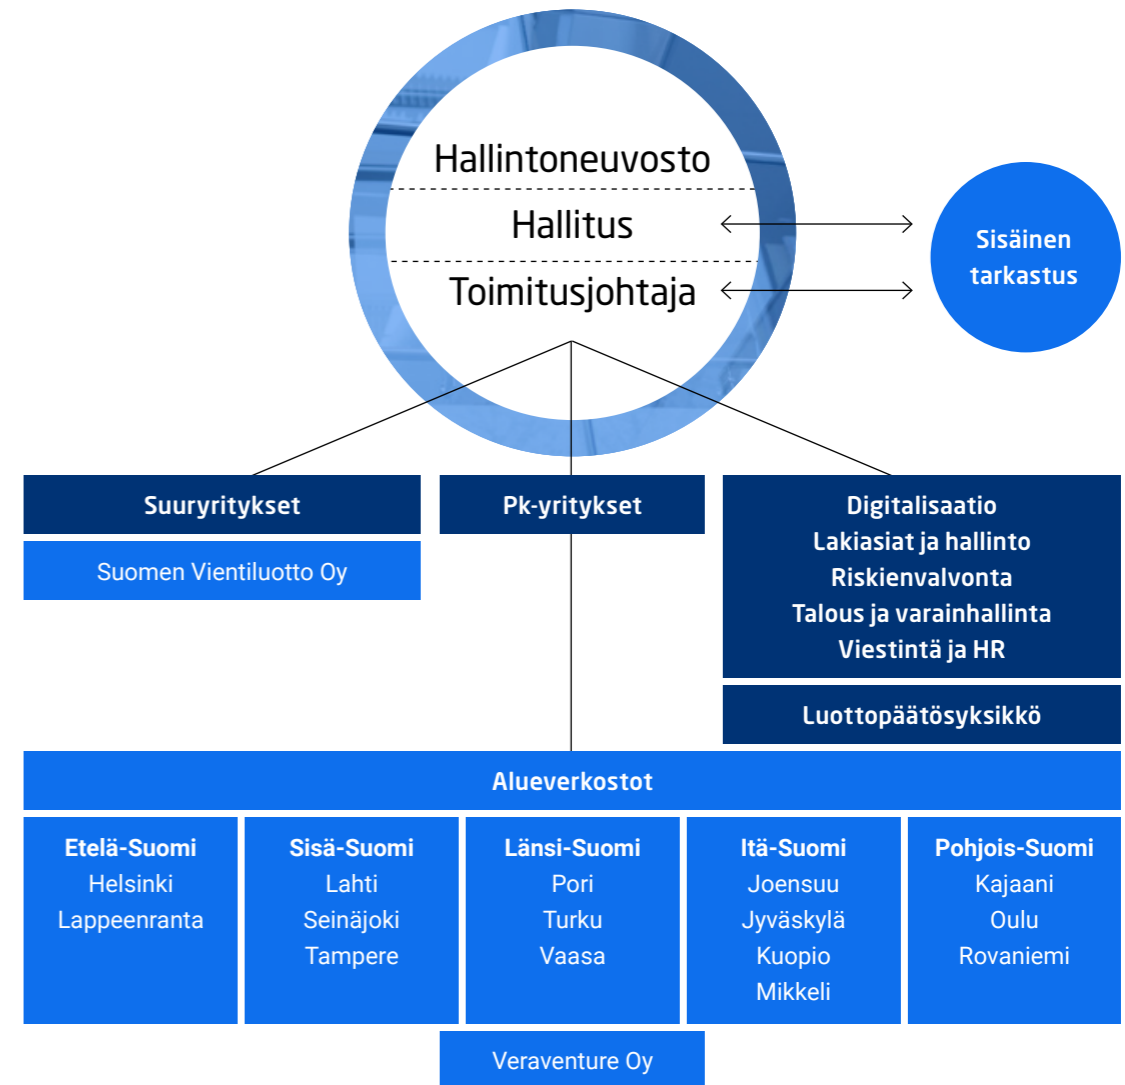 Hallintoneuvosto
Hallitus
Toimitusjohtaja
Sisäinen
tarkastus
Suuryritykset
Suomen Vientiluotto Oy
Pk-yritykset
Digitalisaatio
Lakiasiat ja hallinto
Riskienvalvonta
Talous ja varainhallinta
Viestintä ja HR
Luottopäätösyksikkö
Alueverkostot
Etelä-Suomi
Helsinki
Lappeenranta
Sisä-Suomi
Lahti
Seinäjoki
Tampere
Länsi-Suomi
Pori
Turku
Vaasa
Itä-Suomi
Joensuu
Jyväskylä
Kuopio
Mikkeli
Pohjois-Suomi
Kajaani
Oulu
Rovaniemi
Veraventure Oy